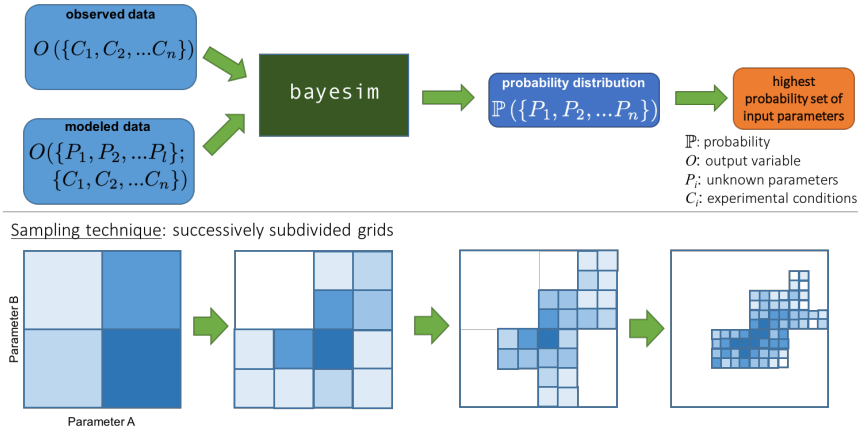 observed data
O ({C₁, C₂, ...Cₙ})
modeled data
O({P₁, P₂, ...Pₗ};
{C₁, C₂, ...Cₙ})
bayesim
probability distribution
ℙ ({P₁, P₂, ...Pₙ})
highest
probability set of
input parameters
ℙ: probability
O: output variable
Pᵢ: unknown parameters
Cᵢ: experimental conditions
Sampling technique: successively subdivided grids
Parameter B
Parameter A